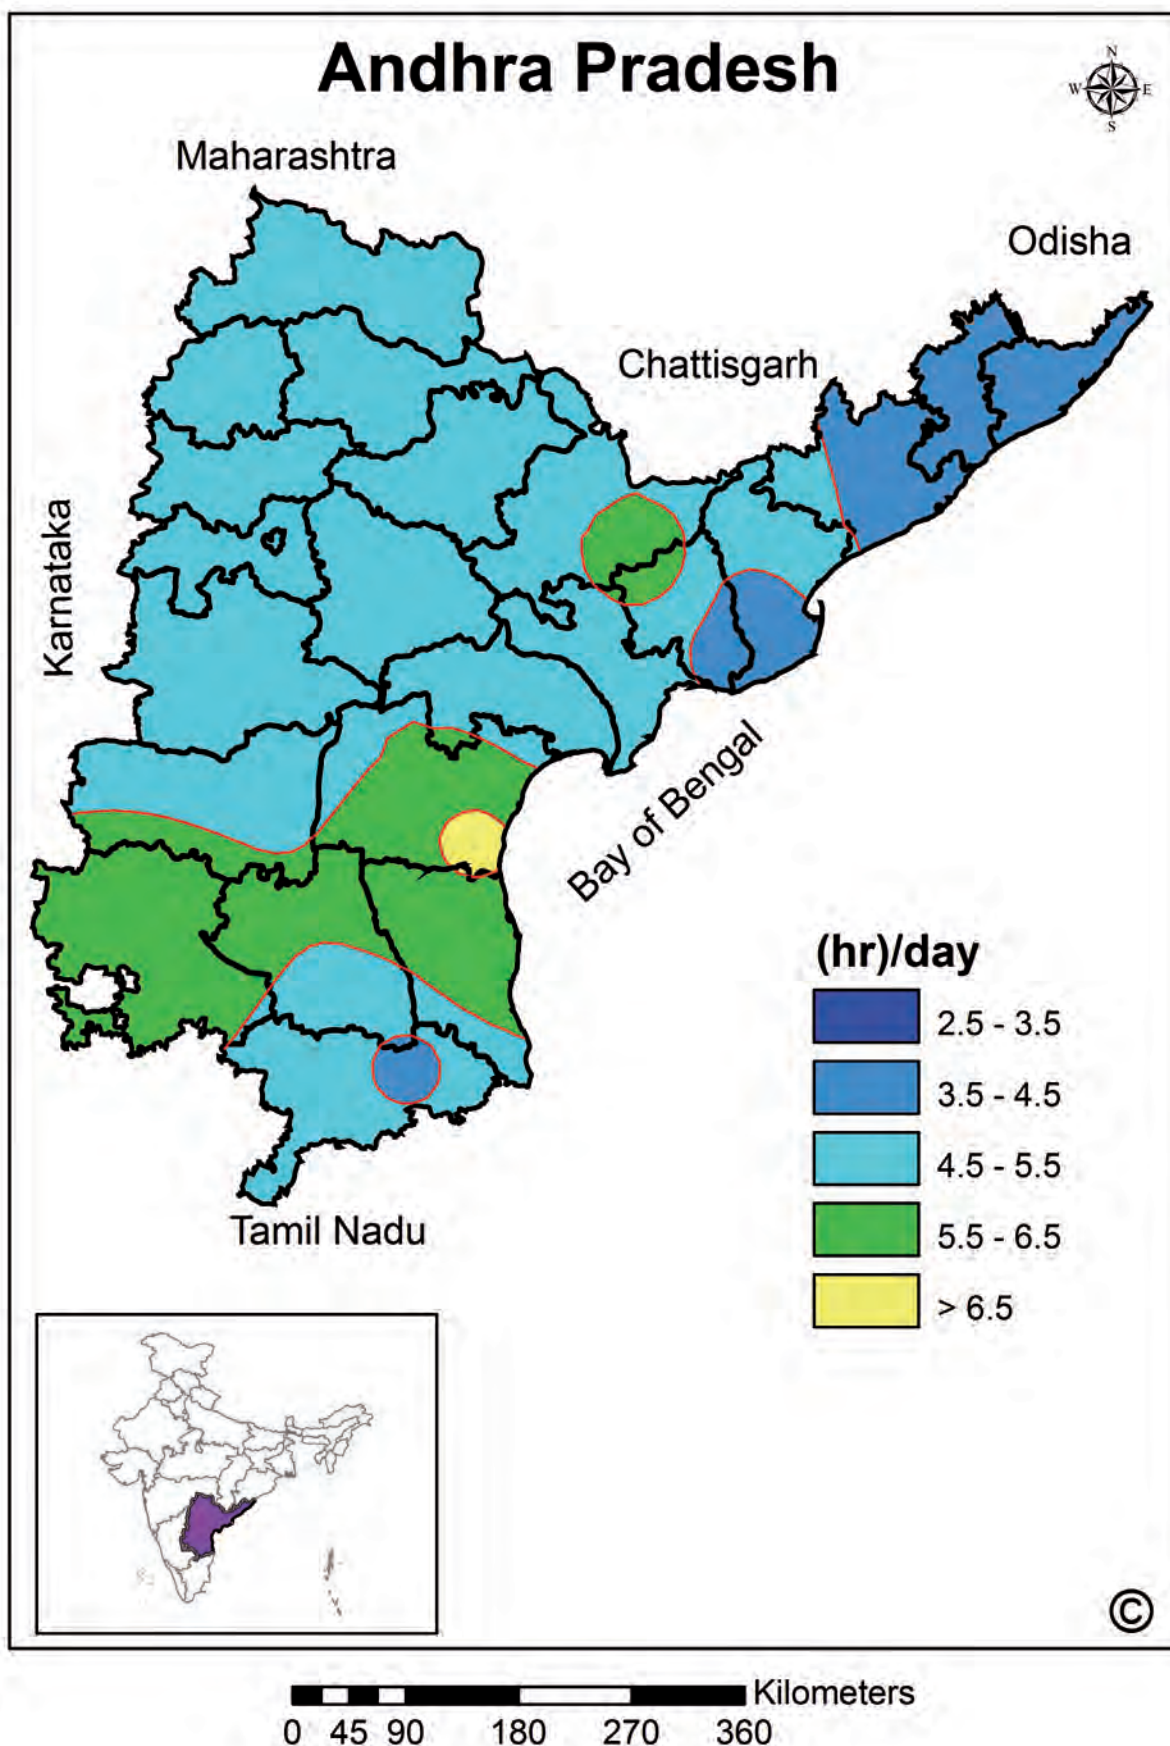 Andhra Pradesh
N
W E
S
Maharashtra
Odisha
Chattisgarh
Karnataka
Bay of Bengal
(hr)/day
2.5 - 3.5
3.5 - 4.5
4.5 - 5.5
5.5 - 6.5
> 6.5
Tamil Nadu
©
Kilometers
0 45 90 180 270 360